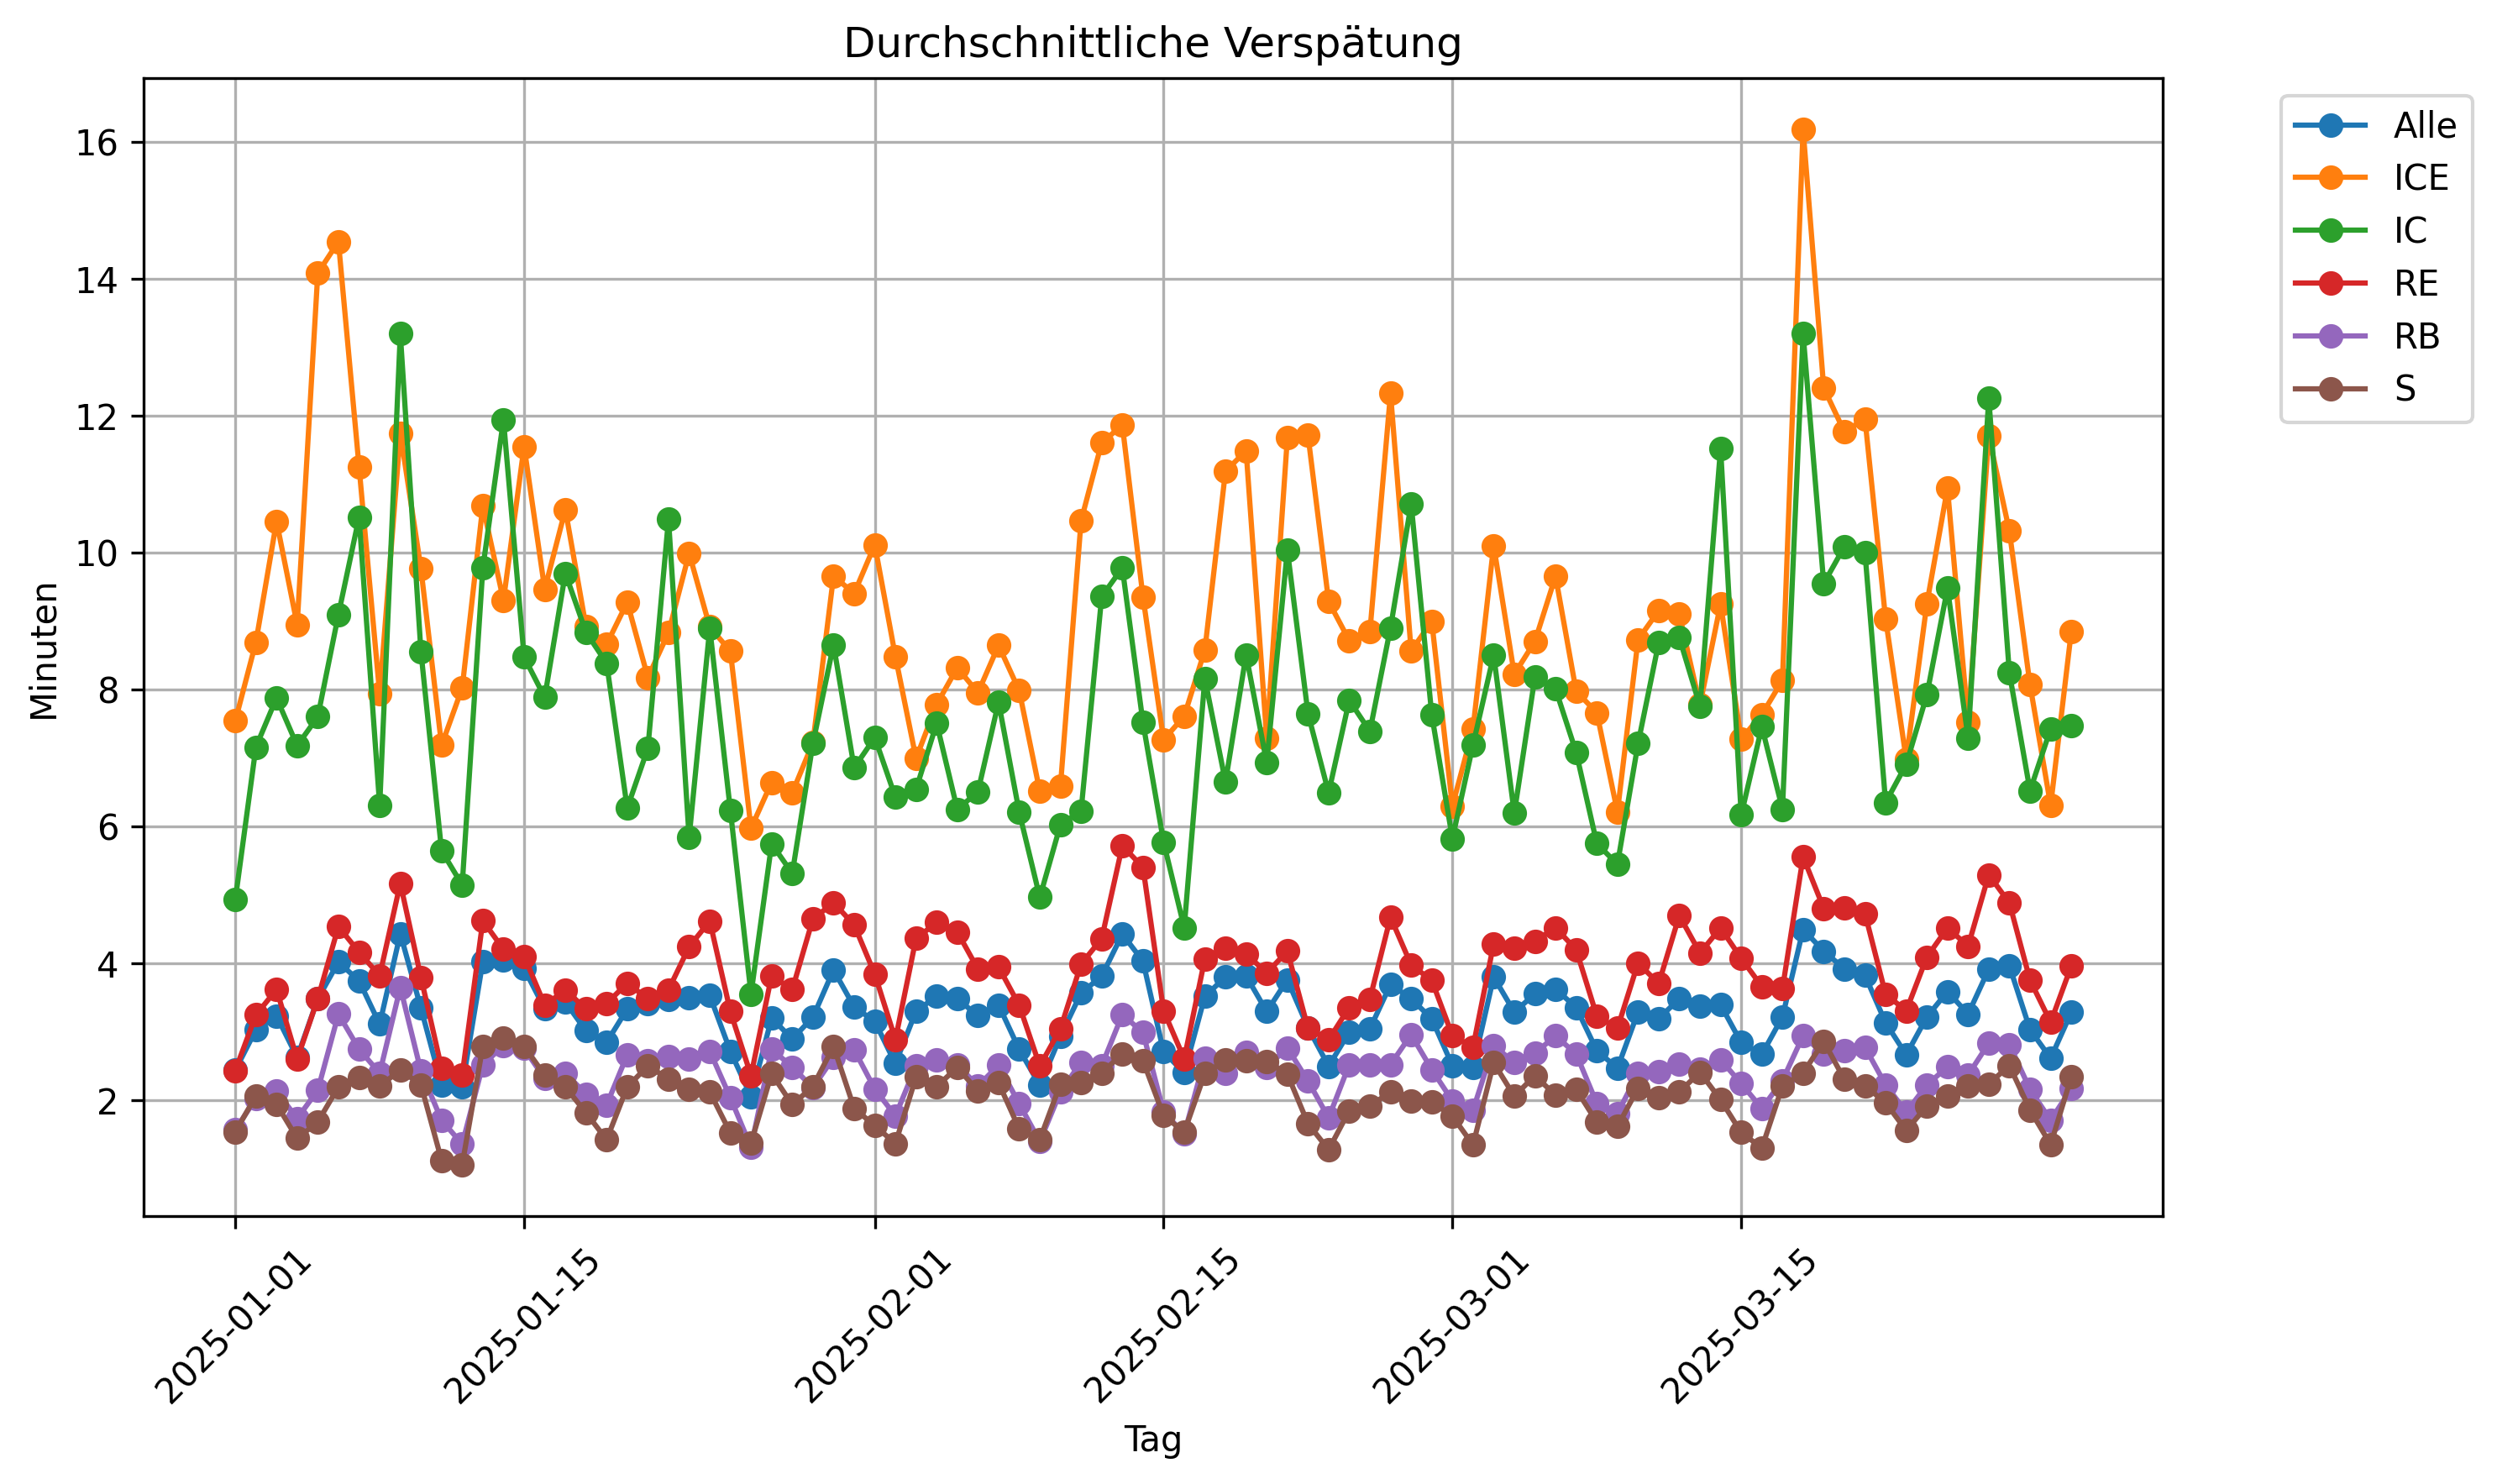 Durchschnittliche Verspätung
Minuten
16
14
12
10
8
6
4
2
2025-01-01
2025-01-15
2025-02-01
2025-02-15
2025-03-01
2025-03-15
Tag
Alle
ICE
IC
RE
RB
S